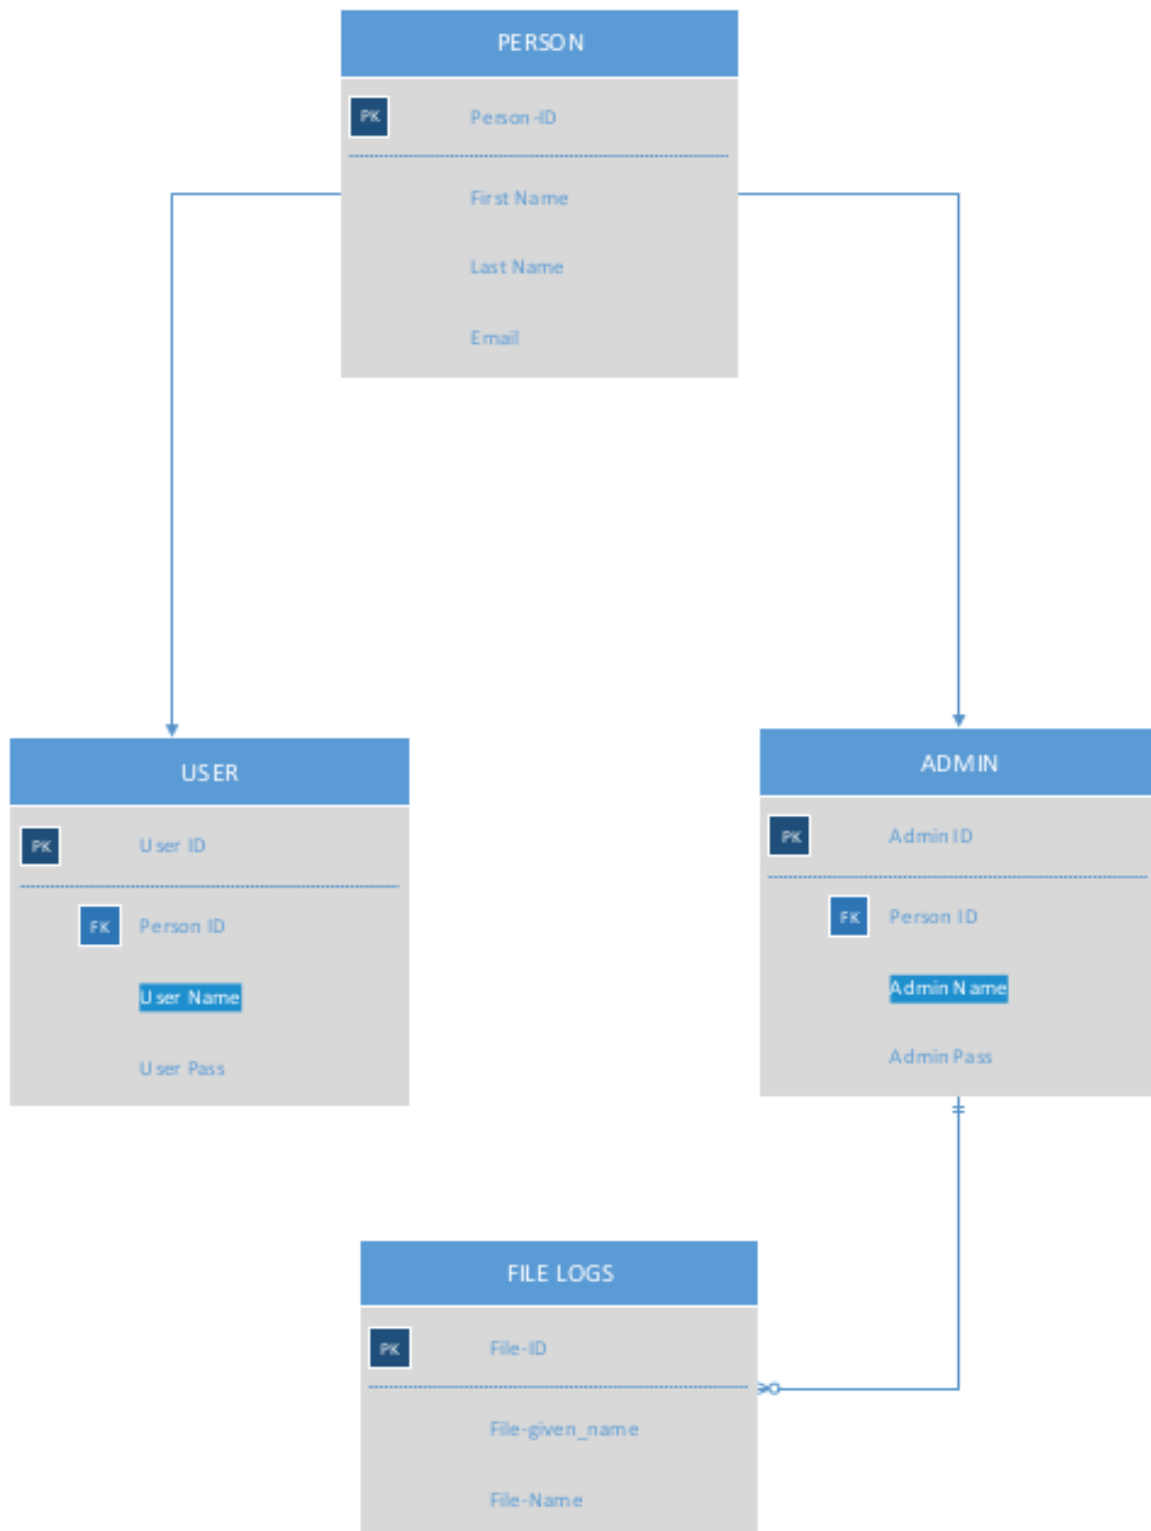 PERSON
PK Person-ID
First Name
Last Name
Email
USER
PK User ID
FK Person ID
User Name
User Pass
ADMIN
PK Admin ID
FK Person ID
Admin Name
Admin Pass
FILE LOGS
PK File-ID
File-given_name
File-Name